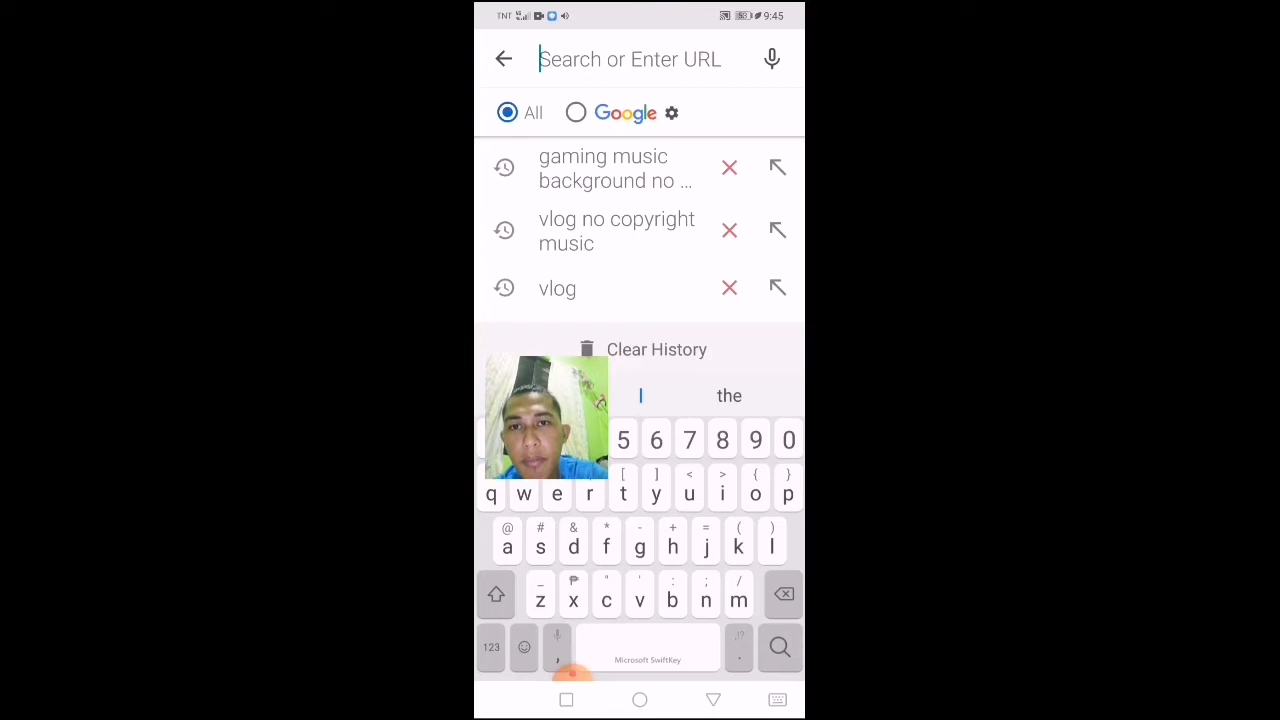 TNT 9:45
Search or Enter URL
All Google
gaming music
background no ...
vlog no copyright
music
vlog
Clear History
I the
5 6 7 8 9 0
[ ] < > { }
q w e r t y u i o p
@ # & * - + = ( )
a s d f g h j k l
_ ₱ " ' : ; /
z x c v b n m
123 , Microsoft SwiftKey ,!? .